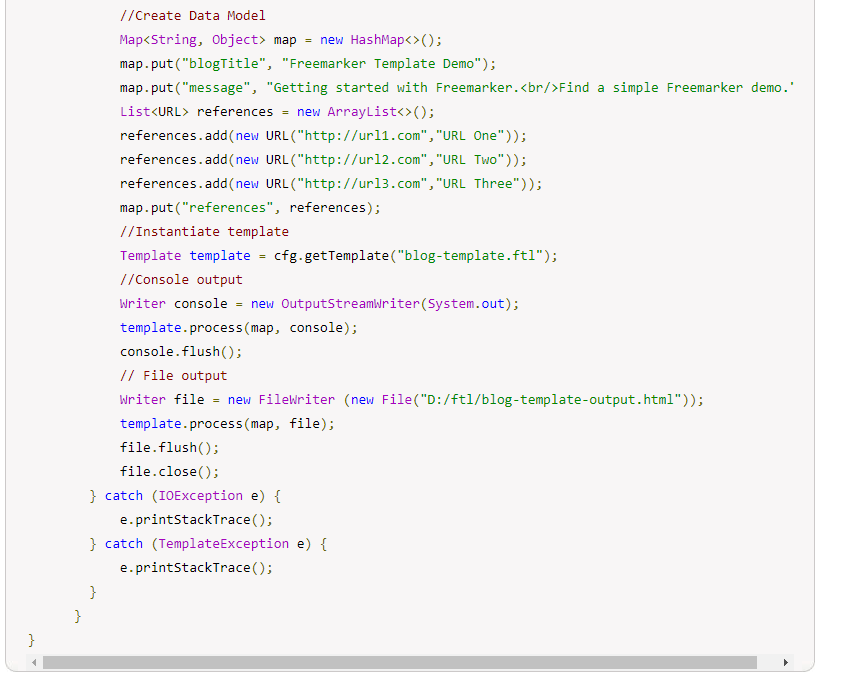 //Create Data Model
Map<String, Object> map = new HashMap<>();
map.put("blogTitle", "Freemarker Template Demo");
map.put("message", "Getting started with Freemarker.<br/>Find a simple Freemarker demo."
List<URL> references = new ArrayList<>();
references.add(new URL("http://url1.com","URL One"));
references.add(new URL("http://url2.com","URL Two"));
references.add(new URL("http://url3.com","URL Three"));
map.put("references", references);
//Instantiate template
Template template = cfg.getTemplate("blog-template.ftl");
//Console output
Writer console = new OutputStreamWriter(System.out);
template.process(map, console);
console.flush();
// File output
Writer file = new FileWriter (new File("D:/ftl/blog-template-output.html"));
template.process(map, file);
file.flush();
file.close();
} catch (IOException e) {
e.printStackTrace();
} catch (TemplateException e) {
e.printStackTrace();
}
}
}